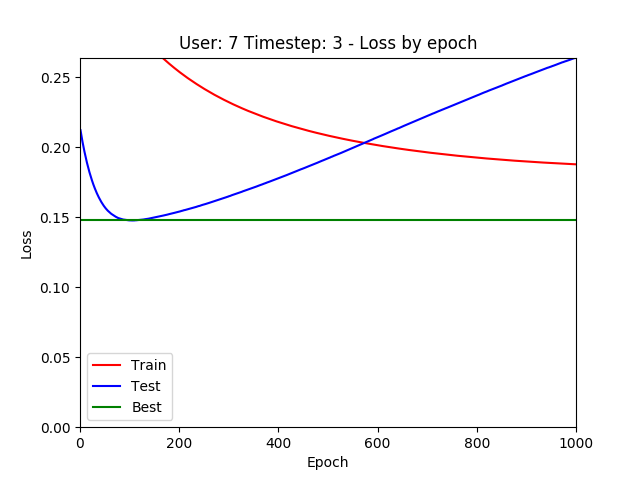 User: 7 Timestep: 3 - Loss by epoch
0.25
0.20
0.15
0.10
0.05
0.00
Loss
Train
Test
Best
0 200 400 600 800 1000
Epoch